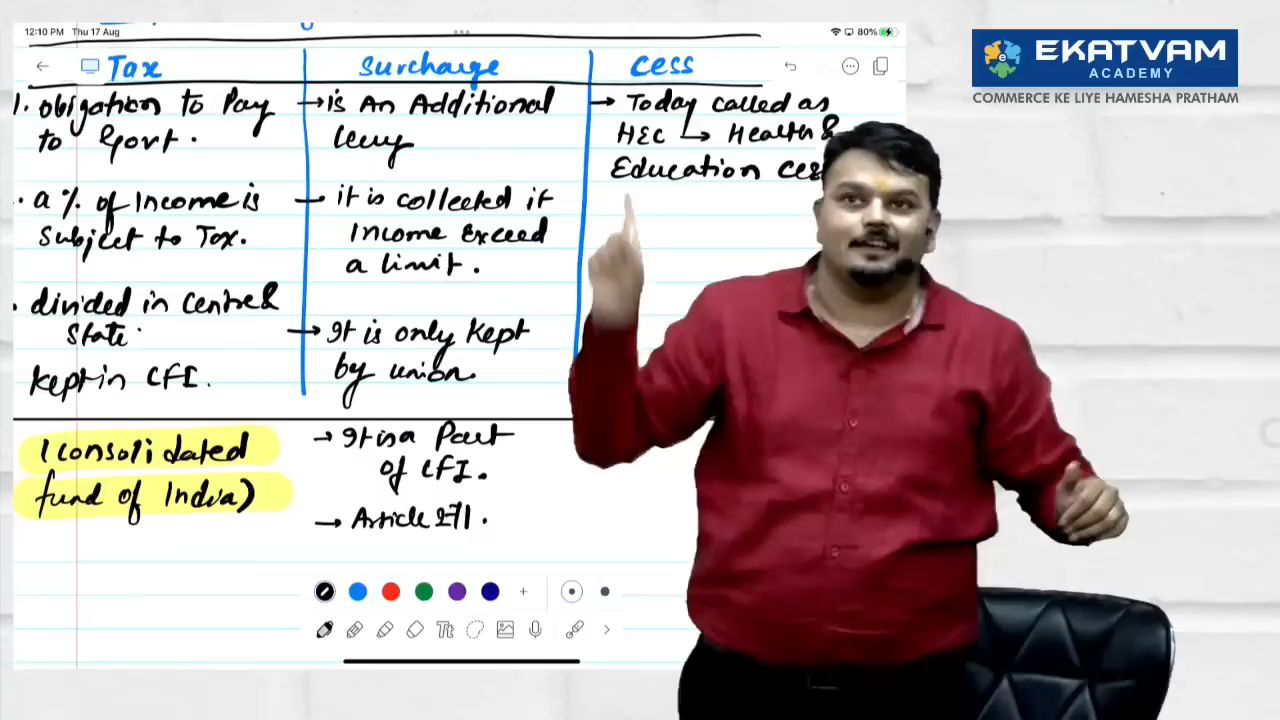 12:10 PM Thu 17 Aug
80%
EKATVAM
ACADEMY
COMMERCE KE LIYE HAMESHA PRATHAM
Tax
1. obligation to Pay
to Govt.
. a % of Income is
Subject to Tax.
. divided in Centre &
State.
Kept in CFI.
(Consolidated
fund of India)
Surcharge
→ is An Additional
levy
– it is collected if
Income Exceed
a limit.
→ It is only Kept
by union.
→ It is a Part
of CFI.
→ Article 271.
Cess
→ Today called as
HEC → Health &
Education cess
Tt